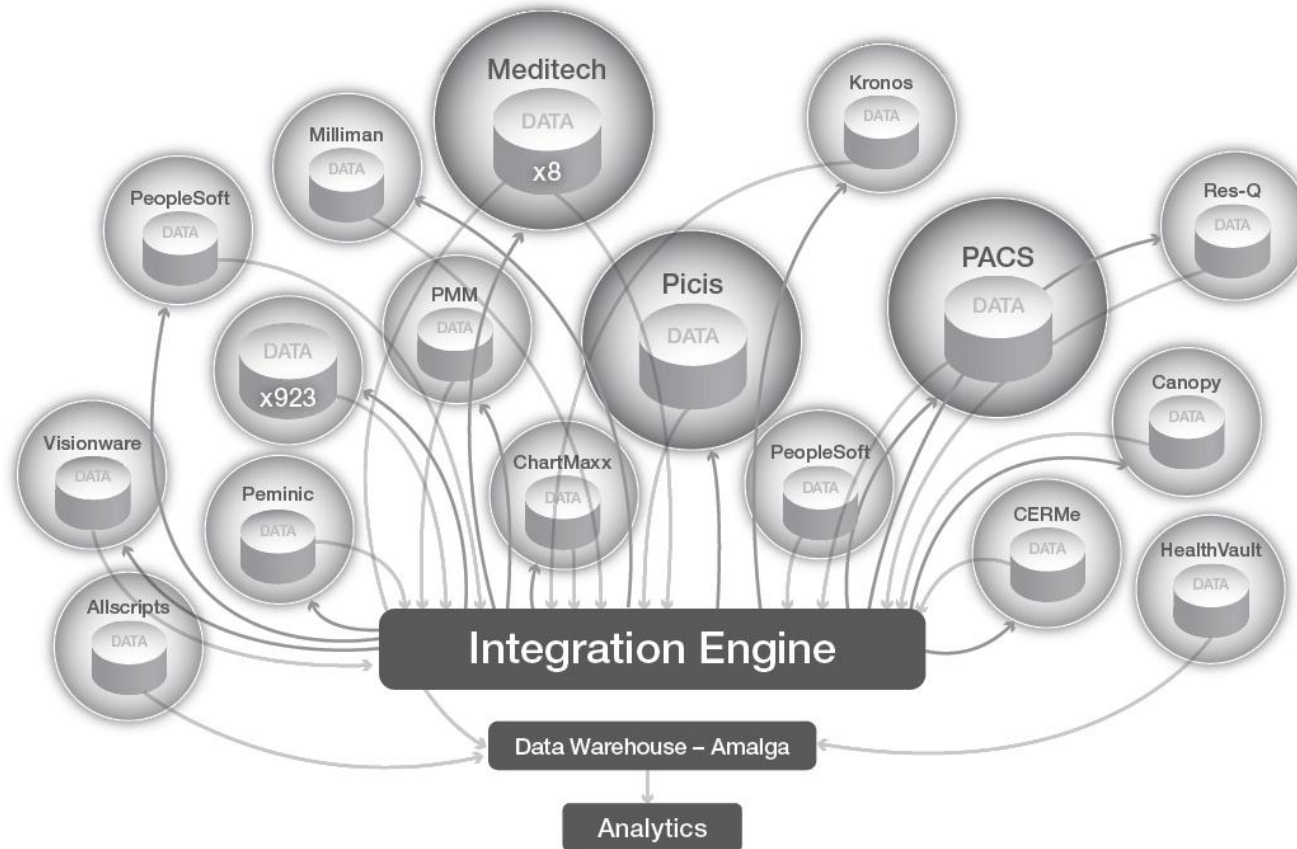 Meditech
DATA
x8
Kronos
DATA
Milliman
DATA
PeopleSoft
DATA
Res-Q
DATA
PACS
DATA
Picis
DATA
PMM
DATA
DATA
x923
Canopy
DATA
Visionware
DATA
ChartMaxx
DATA
PeopleSoft
DATA
Peminic
DATA
CERMe
DATA
HealthVault
DATA
Allscripts
DATA
Integration Engine
Data Warehouse – Amalga
Analytics